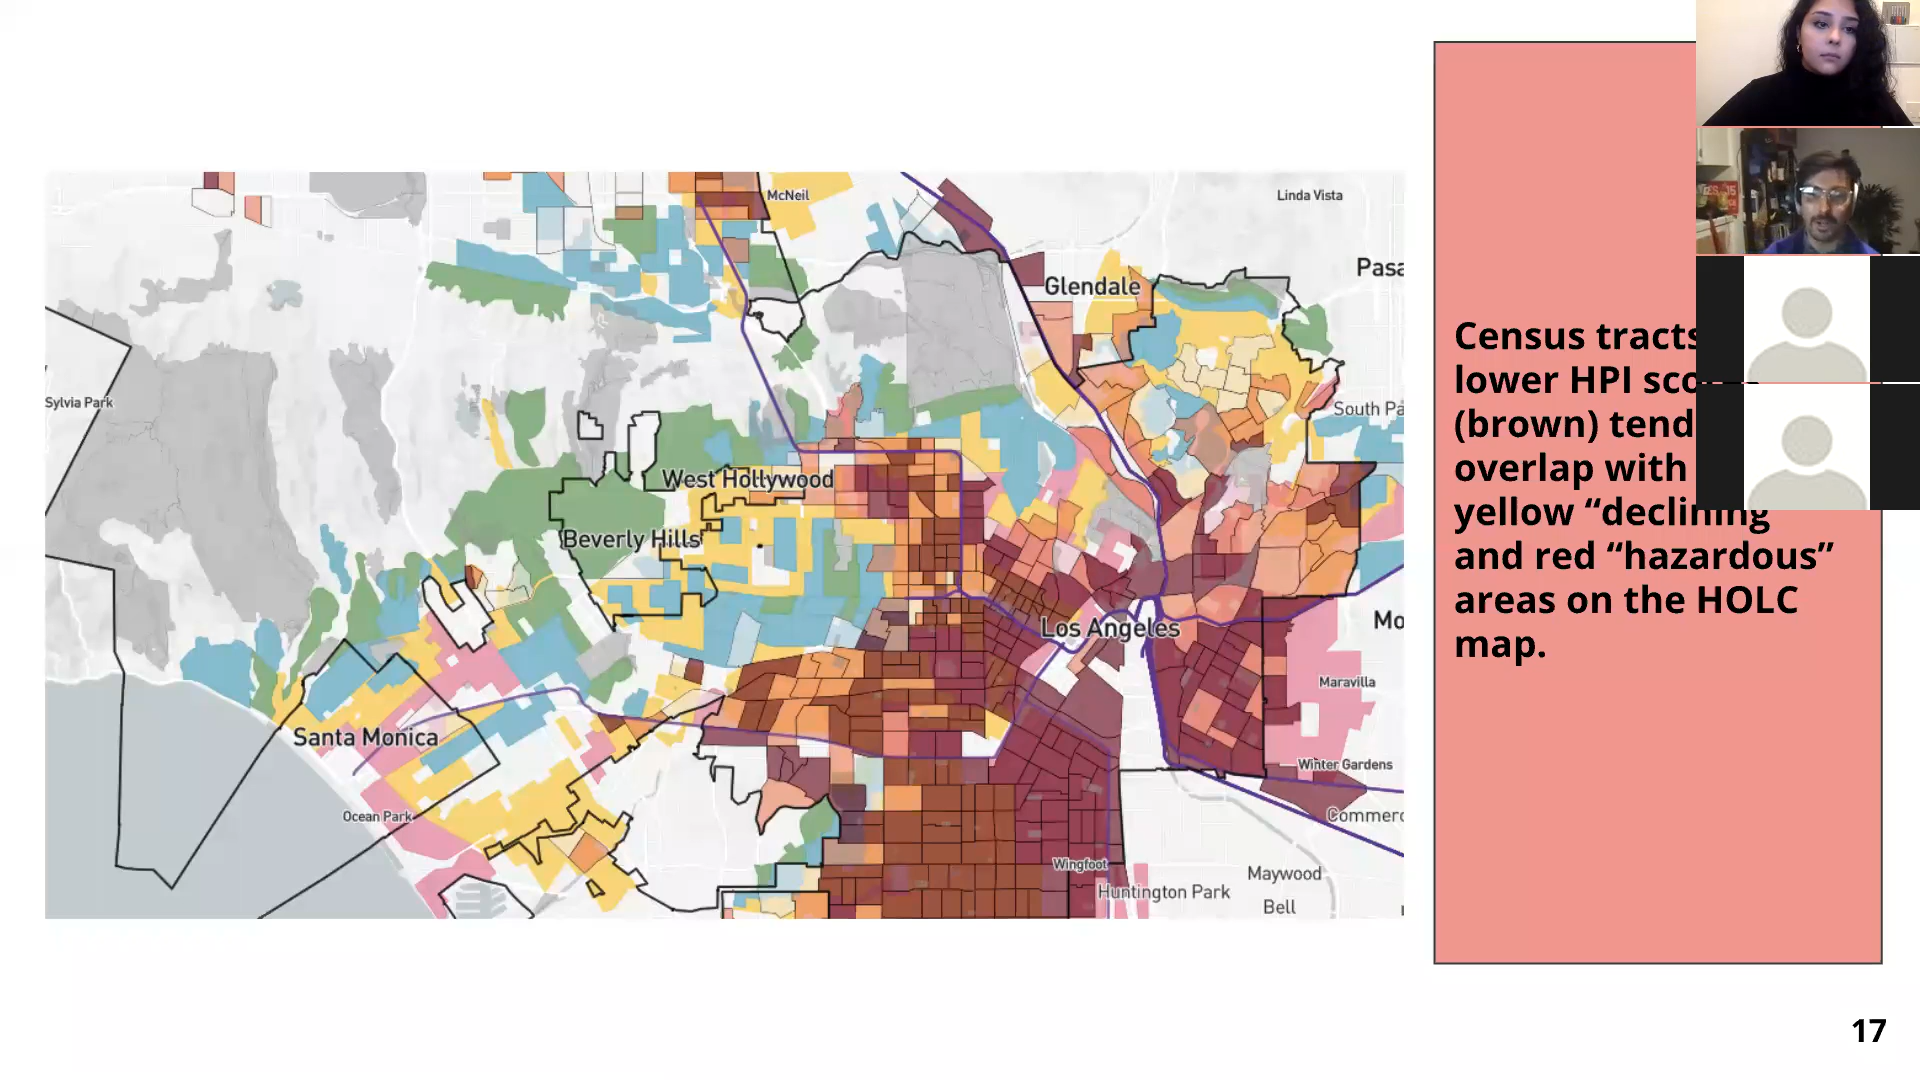 McNeil
Linda Vista
Glendale
Pasa
Sylvia Park
South Pa
West Hollywood
Beverly Hills
Los Angeles
Mo
Maravilla
Santa Monica
Winter Gardens
Ocean Park
Commerc
Wingfoot
Maywood
Huntington Park
Bell
Census tracts
lower HPI sco
(brown) tend
overlap with
yellow “declining
and red “hazardous”
areas on the HOLC
map.
17